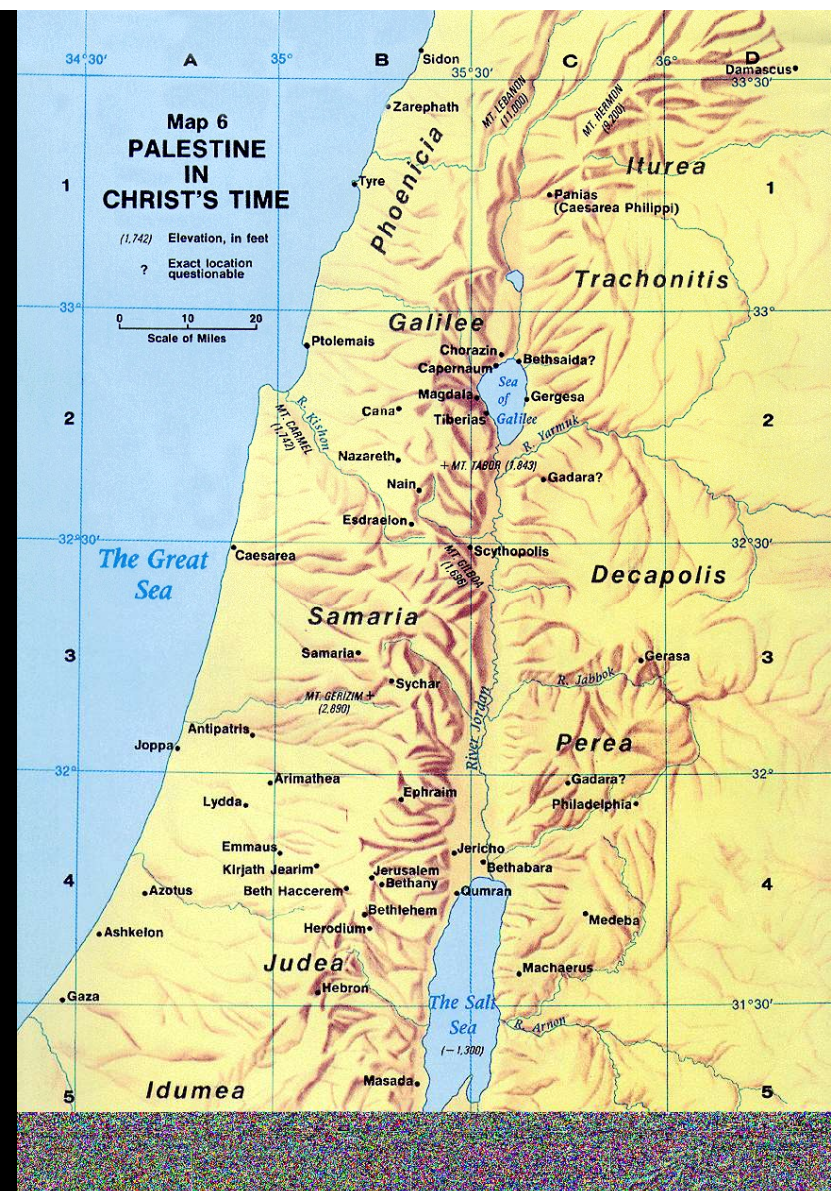 34°30'
A
35°
B
Sidon
35°30'
C
36°
D
Damascus
33°30'
Map 6
PALESTINE
IN
CHRIST'S TIME
(1,742) Elevation, in feet
? Exact location
questionable
0 10 20
Scale of Miles
Zarephath
MT. LEBANON
(11,000)
MT. HERMON
(9,200)
Phoenicia
Iturea
1
Tyre
1
Panias
(Caesarea Philippi)
Trachonitis
33°
33°
Galilee
Ptolemais
Chorazin
Bethsaida?
Capernaum
Sea
of
Galilee
Magdala
Gergesa
Cana
Tiberias
2
R. Kishon
MT. CARMEL
(1,742)
R. Yarmuk
2
Nazareth
MT. TABOR (1,843)
Nain
Gadara?
Esdraelon
32°30'
32°30'
The Great
Sea
Caesarea
Scythopolis
MT GILBOA
(1,696)
Decapolis
Samaria
3
Samaria
Gerasa
3
Sychar
R. Jabbok
MT. GERIZIM +
(2,890)
River Jordan
Antipatris
Joppa
Perea
32°
32°
Arimathea
Gadara?
Ephraim
Lydda
Philadelphia
Emmaus
Jericho
Kirjath Jearim
Jerusalem
Bethabara
4
Bethany
4
Azotus
Beth Haccerem
Qumran
Bethlehem
Medeba
Ashkelon
Herodium
Judea
Machaerus
Hebron
Gaza
The Salt
Sea
(−1,300)
31°30'
R. Arnon
Masada
5
Idumea
5